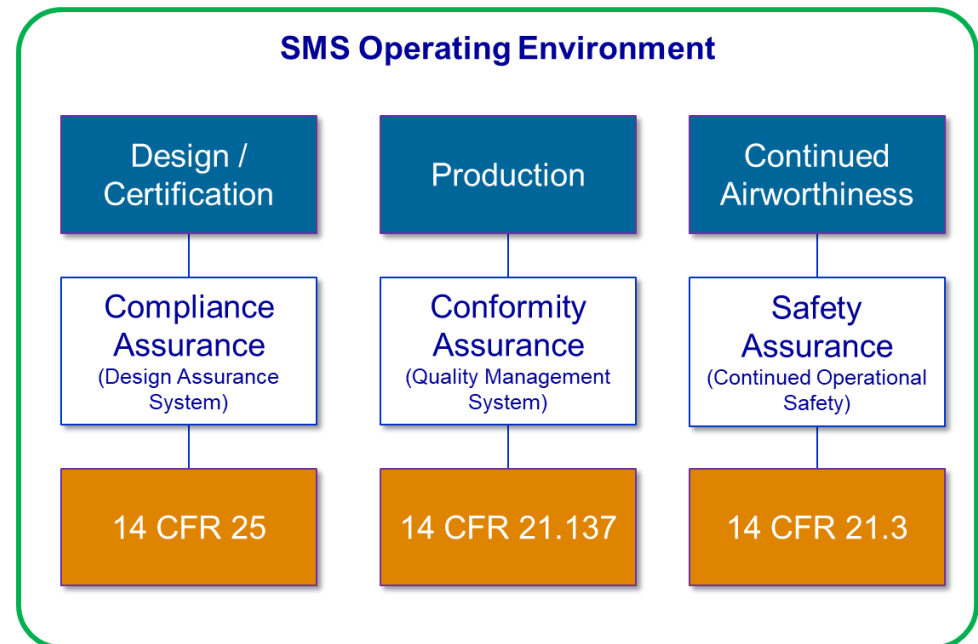 SMS Operating Environment
Design /
Certification
Compliance
Assurance
(Design Assurance
System)
14 CFR 25
Production
Conformity
Assurance
(Quality Management
System)
14 CFR 21.137
Continued
Airworthiness
Safety
Assurance
(Continued Operational
Safety)
14 CFR 21.3